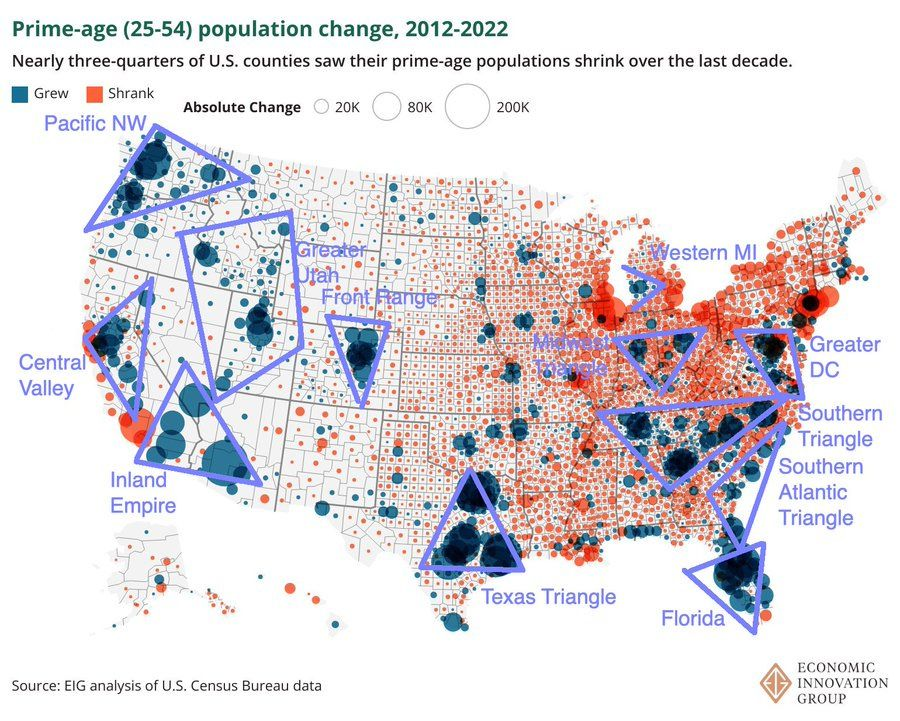 Prime-age (25-54) population change, 2012-2022
Nearly three-quarters of U.S. counties saw their prime-age populations shrink over the last decade.
Grew
Shrank
Absolute Change
20K
80K
200K
Pacific NW
Greater
Utah
Front Range
Western MI
Midwest
Triangle
Central
Valley
Greater
DC
Southern
Triangle
Southern
Atlantic
Triangle
Inland
Empire
Texas Triangle
Florida
Source: EIG analysis of U.S. Census Bureau data
ECONOMIC
INNOVATION
GROUP